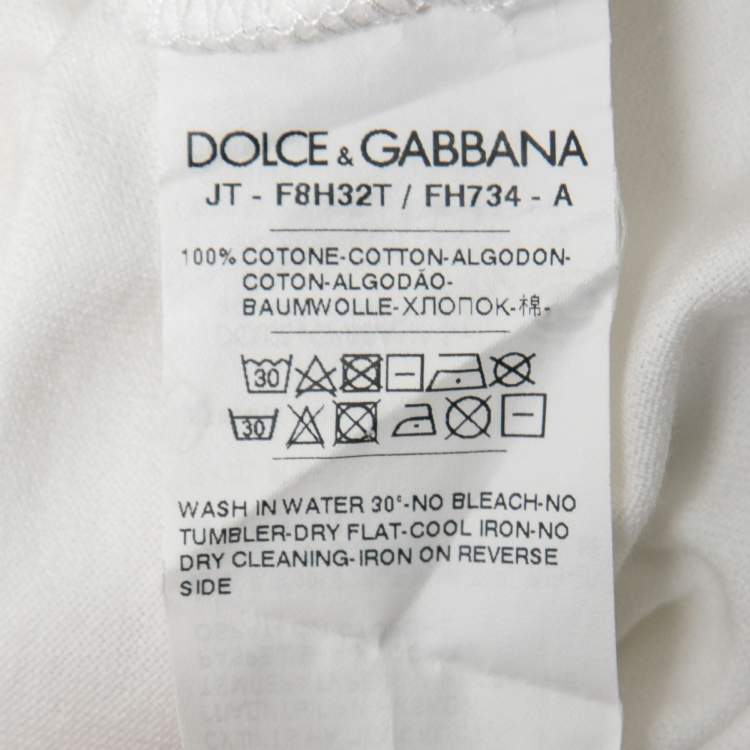 DOLCE & GABBANA
JT - F8H32T / FH734 - A
100% COTONE-COTTON-ALGODON-
COTON-ALGODÃO-
BAUMWOLLE-ХЛОПОК-棉-
30
30
WASH IN WATER 30°-NO BLEACH-NO
TUMBLER-DRY FLAT-COOL IRON-NO
DRY CLEANING-IRON ON REVERSE
SIDE